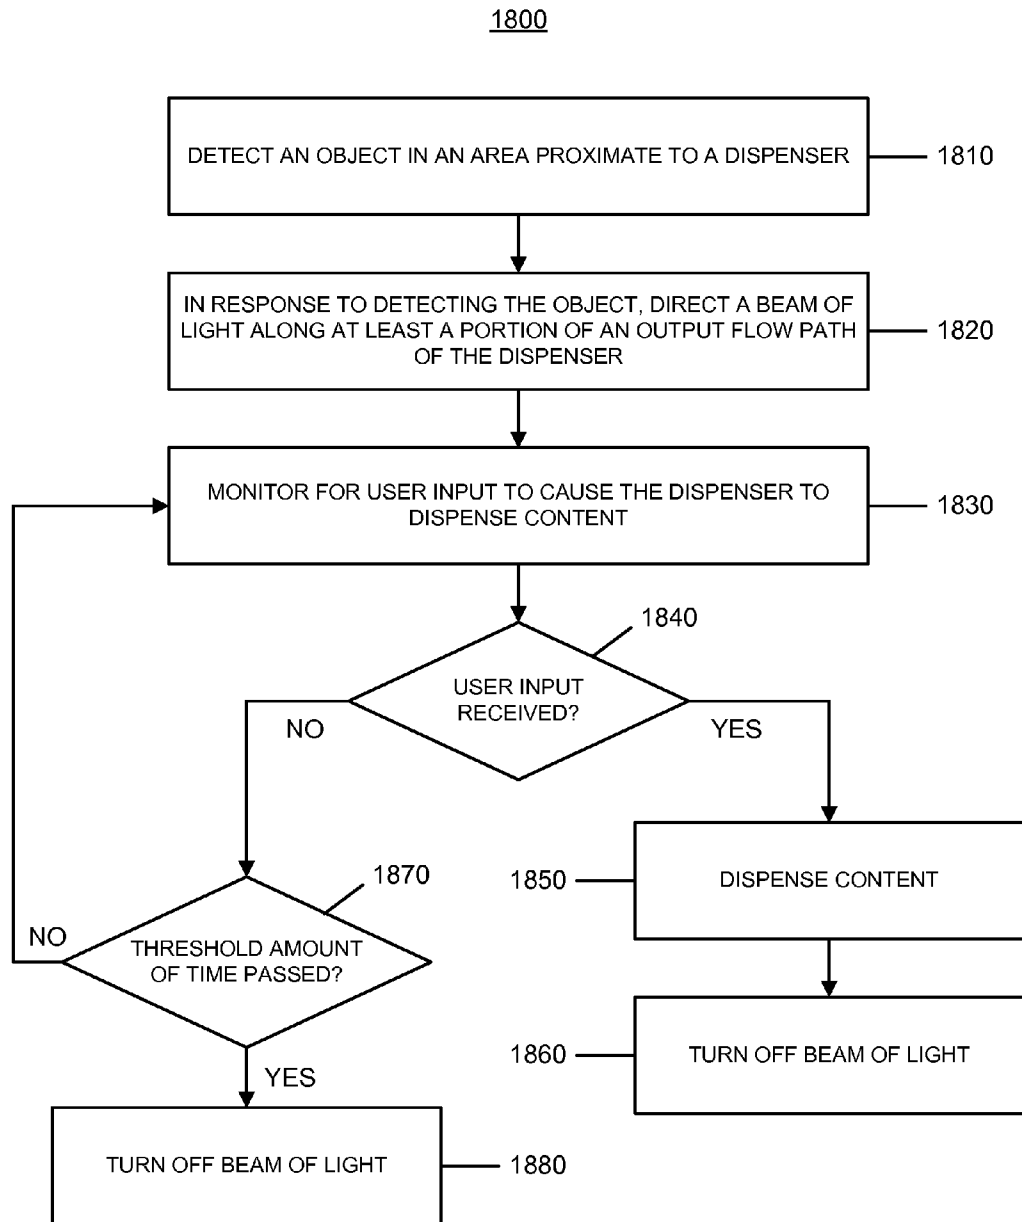 1800
DETECT AN OBJECT IN AN AREA PROXIMATE TO A DISPENSER
1810
IN RESPONSE TO DETECTING THE OBJECT, DIRECT A BEAM OF
LIGHT ALONG AT LEAST A PORTION OF AN OUTPUT FLOW PATH
OF THE DISPENSER
1820
MONITOR FOR USER INPUT TO CAUSE THE DISPENSER TO
DISPENSE CONTENT
1830
1840
USER INPUT
RECEIVED?
NO
YES
1850
DISPENSE CONTENT
1870
NO
THRESHOLD AMOUNT
OF TIME PASSED?
1860
TURN OFF BEAM OF LIGHT
YES
TURN OFF BEAM OF LIGHT
1880